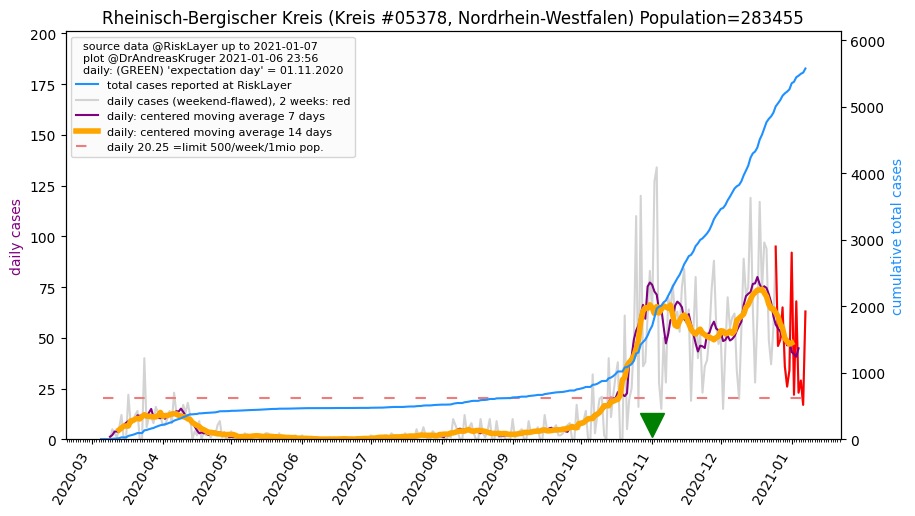 Rheinisch-Bergischer Kreis (Kreis #05378, Nordrhein-Westfalen) Population=283455
source data @RiskLayer up to 2021-01-07
plot @DrAndreasKruger 2021-01-06 23:56
daily: (GREEN) 'expectation day' = 01.11.2020
total cases reported at RiskLayer
daily cases (weekend-flawed), 2 weeks: red
daily: centered moving average 7 days
daily: centered moving average 14 days
daily 20.25 =limit 500/week/1mio pop.
daily cases
200
175
150
125
100
75
50
25
0
cumulative total cases
6000
5000
4000
3000
2000
1000
0
2020-03
2020-04
2020-05
2020-06
2020-07
2020-08
2020-09
2020-10
2020-11
2020-12
2021-01